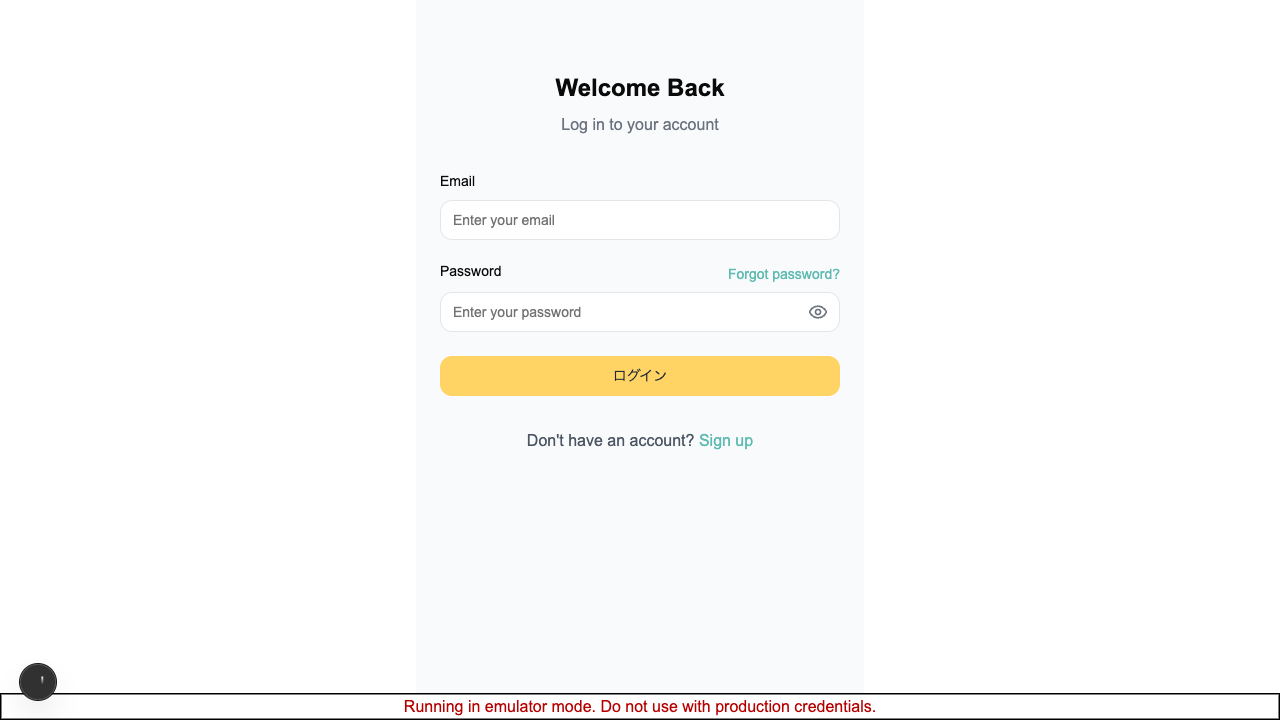 Welcome Back
Log in to your account
Email
Enter your email
Password
Forgot password?
Enter your password
ログイン
Don't have an account? Sign up
Running in emulator mode. Do not use with production credentials.